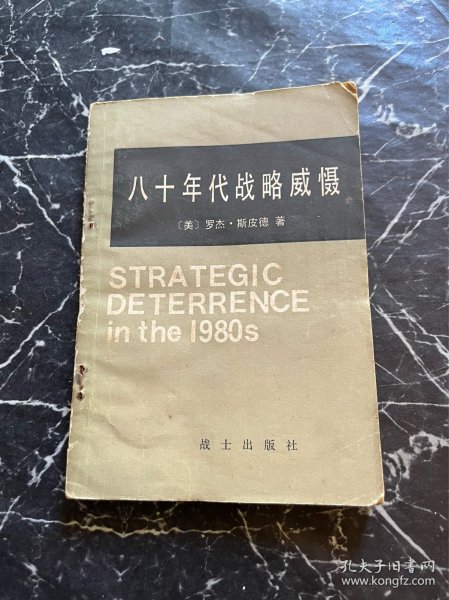 八十年代战略威慑
〔美〕罗杰·斯皮德 著
STRATEGIC
DETERRENCE
in the 1980s
战士出版社
孔夫子旧书网
www.kongfz.com